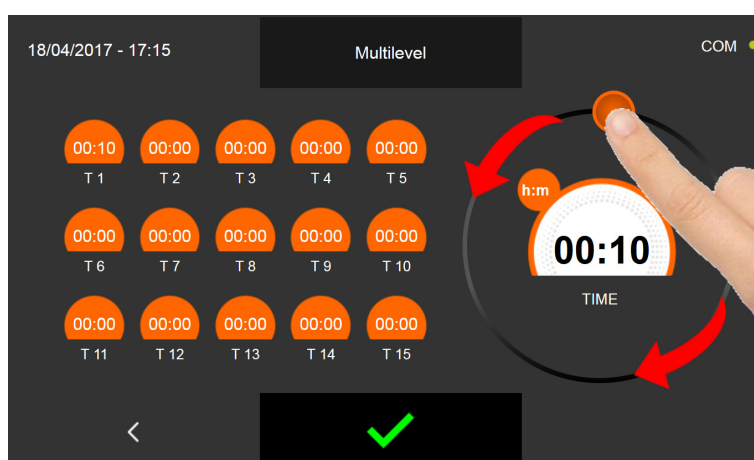 18/04/2017 - 17:15
Multilevel
COM
00:10 00:00 00:00 00:00 00:00
T 1 T 2 T 3 T 4 T 5
00:00 00:00 00:00 00:00 00:00
T 6 T 7 T 8 T 9 T 10
00:00 00:00 00:00 00:00 00:00
T 11 T 12 T 13 T 14 T 15
h:m
00:10
TIME